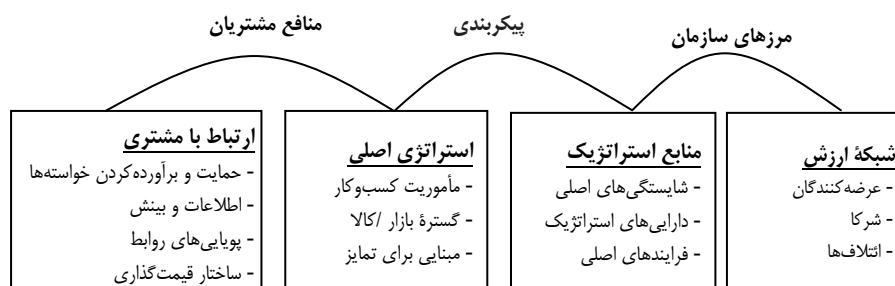 مرزهای سازمان
پیکربندی
منافع مشتریان
شبکهٔ ارزش
- عرضه‌کنندگان
- شرکا
- ائتلاف‌ها
منابع استراتژیک
- شایستگی‌های اصلی
- دارایی‌های استراتژیک
- فرایندهای اصلی
استراتژی اصلی
- مأموریت کسب‌وکار
- گسترهٔ بازار /کالا
- مبنایی برای تمایز
ارتباط با مشتری
- حمایت و برآورده‌کردن خواسته‌ها
- اطلاعات و بینش
- پویایی‌های روابط
- ساختار قیمت‌گذاری